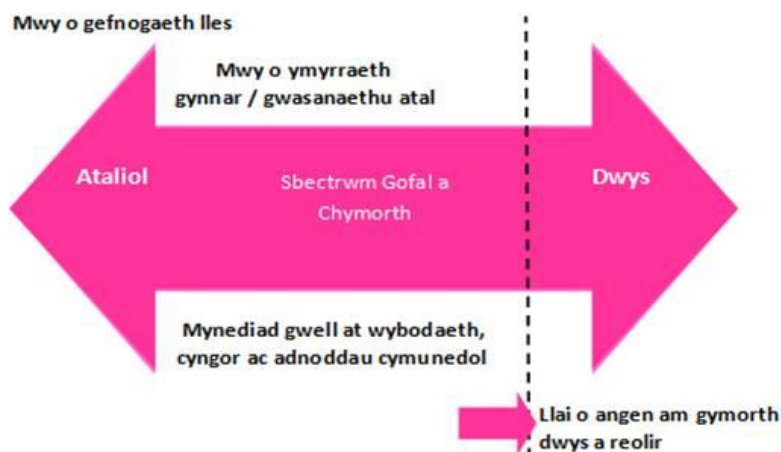 Mwy o gefnogaeth lles
Mwy o ymyrraeth
gynnar / gwasanaethu atal
Ataliol
Sbectrwm Gofal a
Chymorth
Dwys
Mynediad gwell at wybodaeth,
cyngor ac adnoddau cymunedol
Llai o angen am gymorth
dwys a reolir